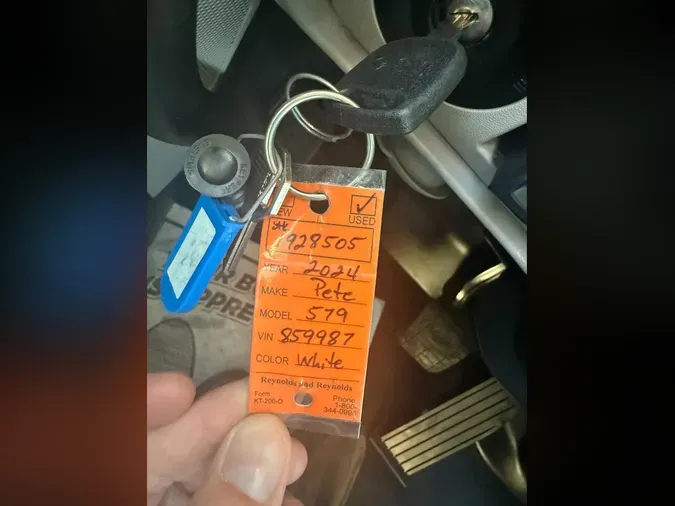 NEW USED
Stk
1928505
YEAR 2024
MAKE Pete
MODEL 579
VIN 859987
COLOR White
Reynolds and Reynolds
Form Phone
KT-200-O 1-800-
344-0996